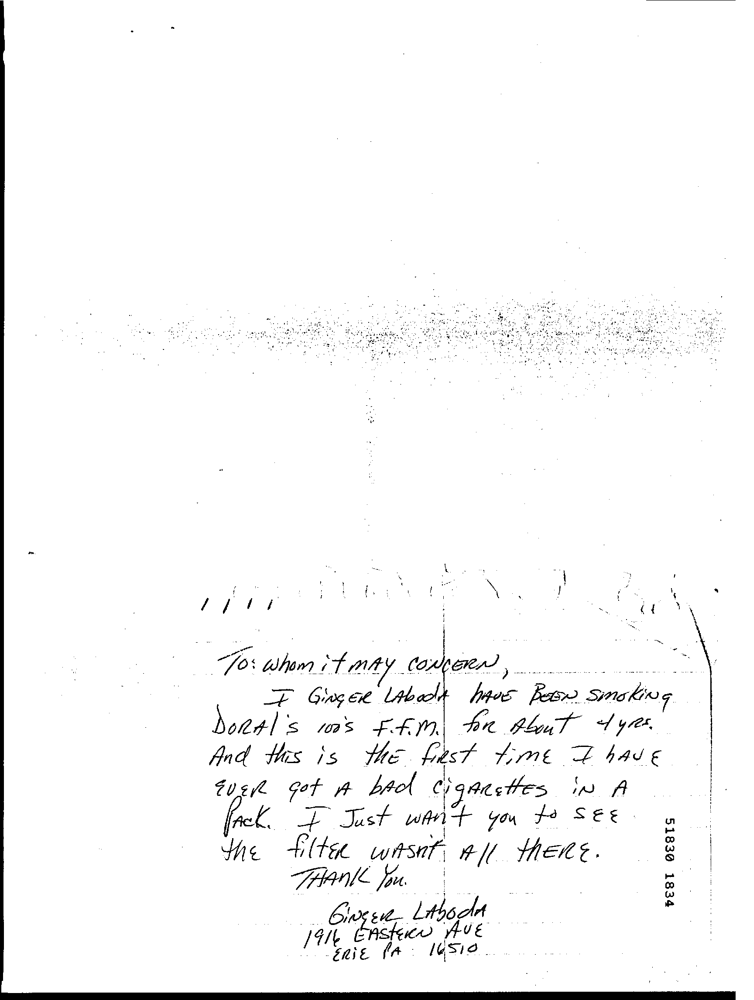 To: whom it may concern,
I Ginger Laboda have been smoking
Doral's 100's F.F.M. for about 4 yrs.
And this is the first time I have
ever got a bad cigarettes in a
pack. I Just want you to see
the filter wasn't all there.
Thank You.
Ginger Laboda
1916 Eastern Ave
Erie PA 16510
51830 1834